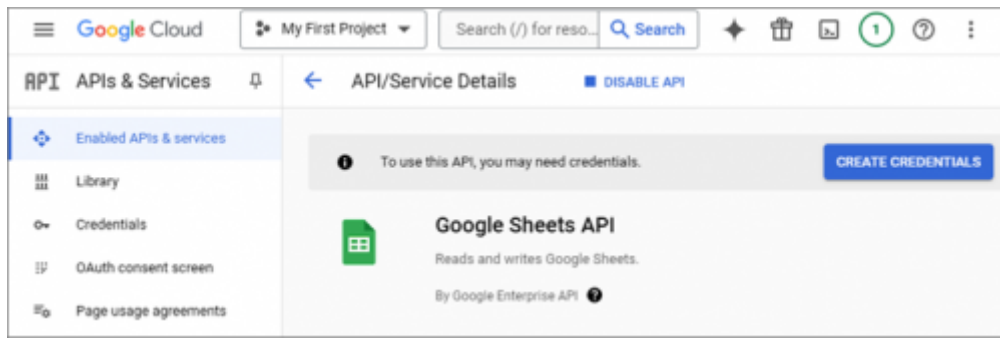 Google Cloud My First Project Search (/) for reso... Search 1
API APIs & Services API/Service Details DISABLE API
Enabled APIs & services
To use this API, you may need credentials. CREATE CREDENTIALS
Library
Credentials
Google Sheets API
Reads and writes Google Sheets.
OAuth consent screen
By Google Enterprise API
Page usage agreements